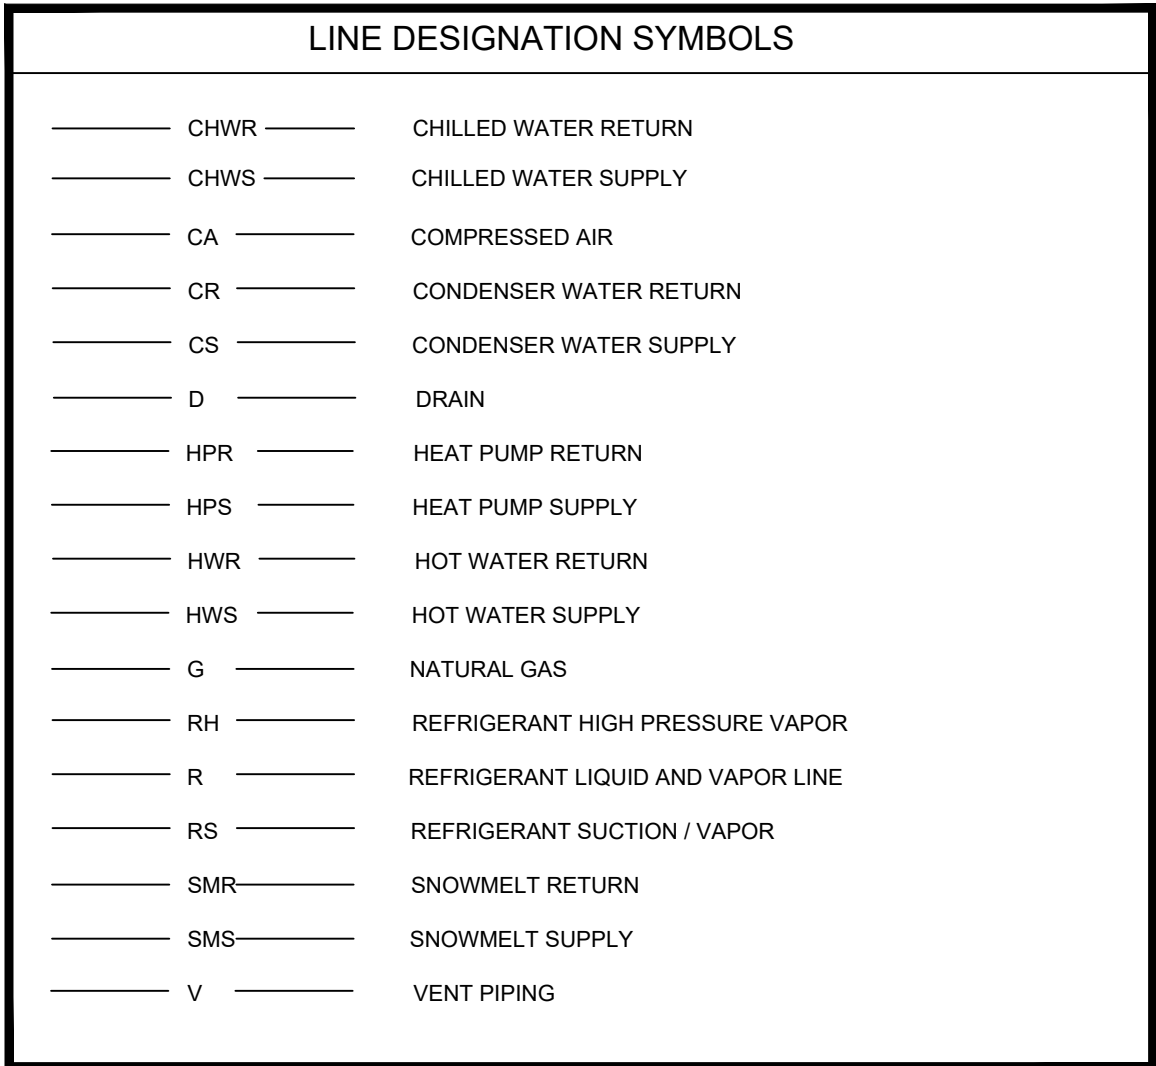 LINE DESIGNATION SYMBOLS
CHWR CHILLED WATER RETURN
CHWS CHILLED WATER SUPPLY
CA COMPRESSED AIR
CR CONDENSER WATER RETURN
CS CONDENSER WATER SUPPLY
D DRAIN
HPR HEAT PUMP RETURN
HPS HEAT PUMP SUPPLY
HWR HOT WATER RETURN
HWS HOT WATER SUPPLY
G NATURAL GAS
RH REFRIGERANT HIGH PRESSURE VAPOR
R REFRIGERANT LIQUID AND VAPOR LINE
RS REFRIGERANT SUCTION / VAPOR
SMR SNOWMELT RETURN
SMS SNOWMELT SUPPLY
V VENT PIPING